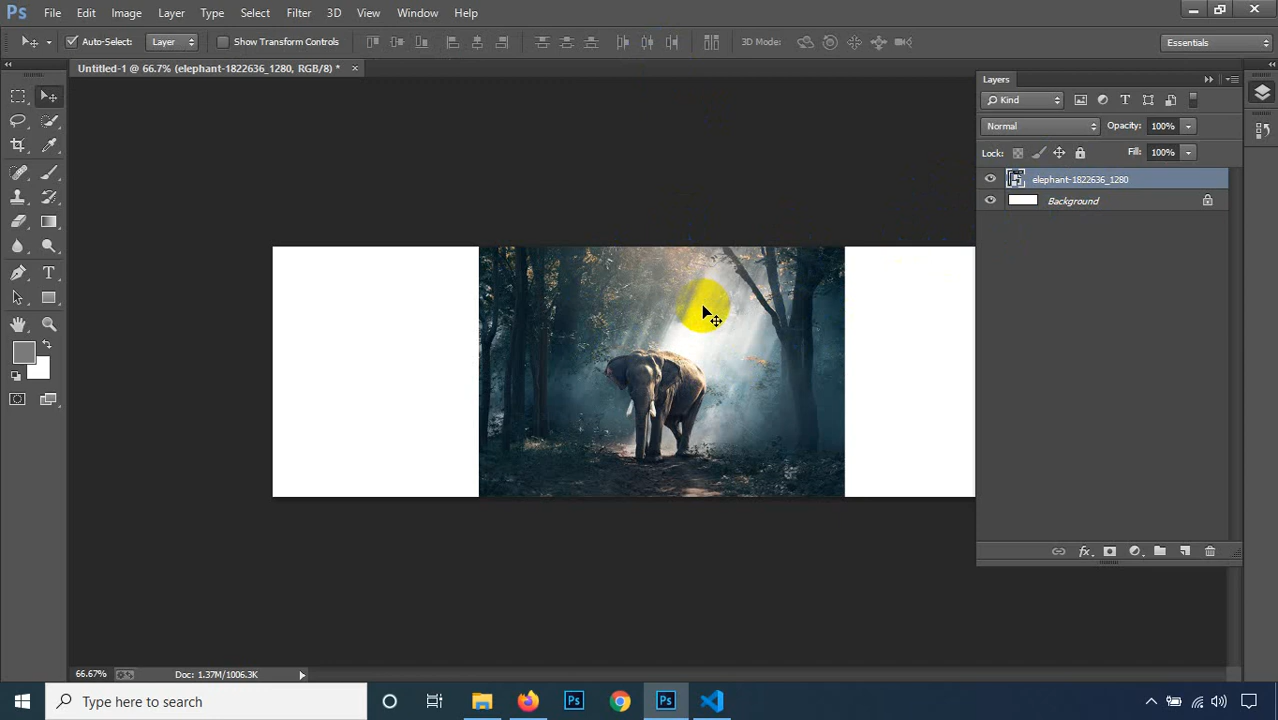 Ps File Edit Image Layer Type Select Filter 3D View Window Help
Auto-Select: Layer Show Transform Controls 3D Mode: Essentials
Untitled-1 @ 66.7% (elephant-1822636_1280, RGB/8) *
Layers
Kind
Normal Opacity: 100%
Lock: Fill: 100%
elephant-1822636_1280
Background
66.67% Doc: 1.37M/1006.3K
Type here to search Ps Ps